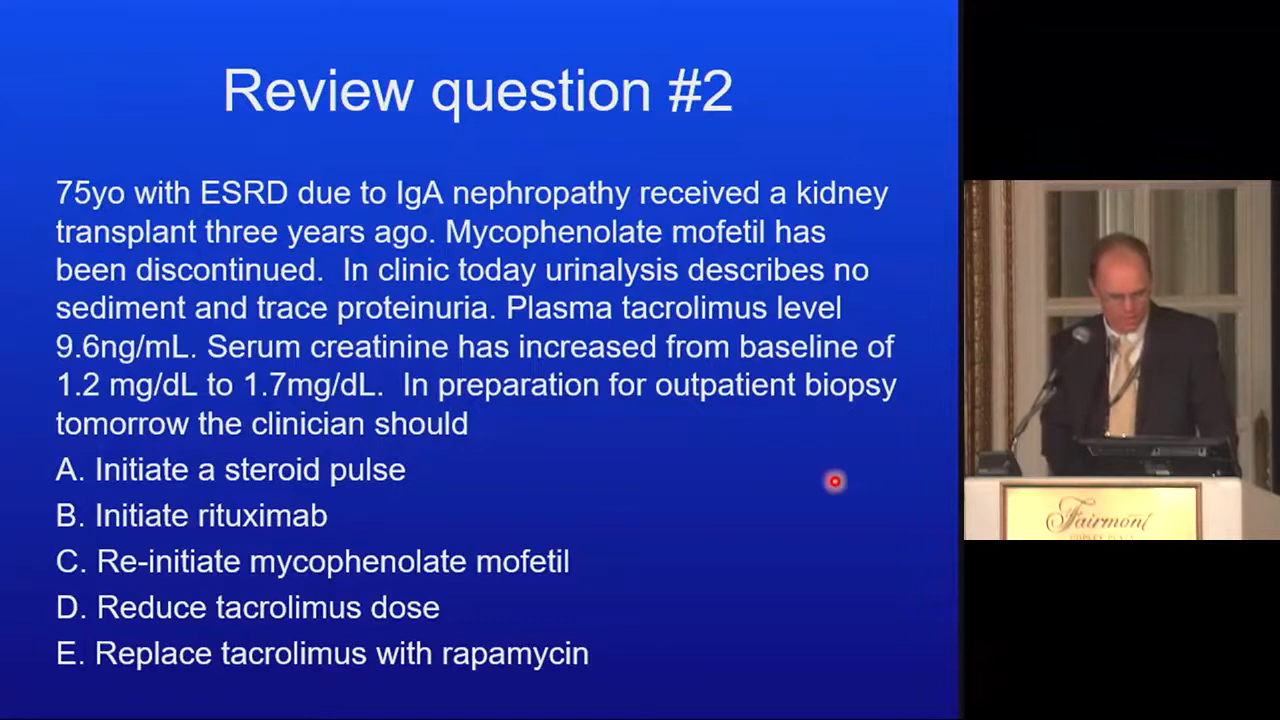 Review question #2
75yo with ESRD due to IgA nephropathy received a kidney
transplant three years ago. Mycophenolate mofetil has
been discontinued.  In clinic today urinalysis describes no
sediment and trace proteinuria. Plasma tacrolimus level
9.6ng/mL. Serum creatinine has increased from baseline of
1.2 mg/dL to 1.7mg/dL.  In preparation for outpatient biopsy
tomorrow the clinician should
A. Initiate a steroid pulse
B. Initiate rituximab
C. Re-initiate mycophenolate mofetil
D. Reduce tacrolimus dose
E. Replace tacrolimus with rapamycin
Fairmont